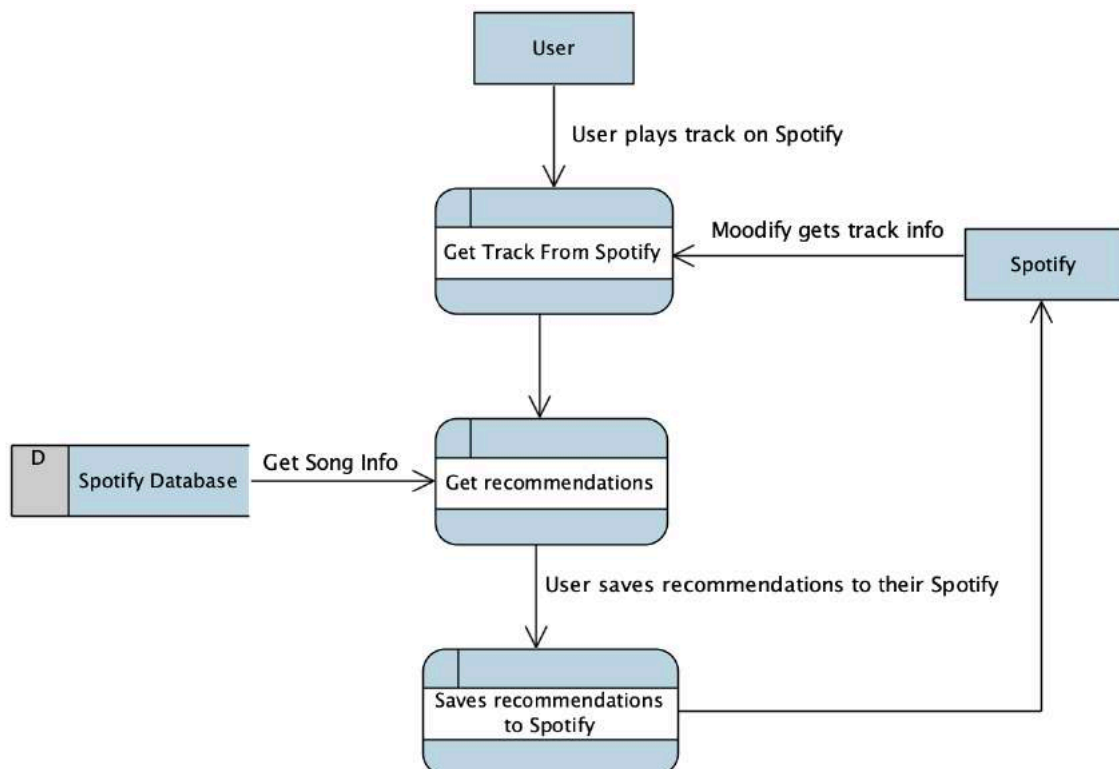 User
User plays track on Spotify
Moodify gets track info
Get Track From Spotify
Spotify
D
Spotify Database
Get Song Info
Get recommendations
User saves recommendations to their Spotify
Saves recommendations
to Spotify